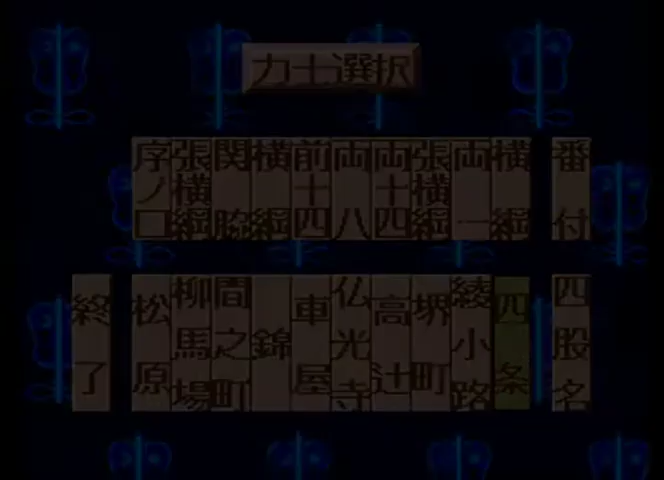 力士選択
番付
横綱
両一
張横綱
両十四
両八
前十四
横綱
関脇
張横綱
序ノ口
四股名
四条
綾小路
堺町
高辻
仏光寺
車屋
錦
間之町
柳馬場
松原
終了